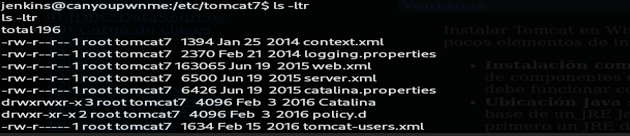 jenkins@canyoupwnme:/etc/tomcat7$ ls -ltr
ls -ltr
total 196
-rw-r--r-- 1 root tomcat7 1394 Jan 25 2014 context.xml
-rw-r--r-- 1 root tomcat7 2370 Feb 21 2014 logging.properties
-rw-r--r-- 1 root tomcat7 163065 Jun 19 2015 web.xml
-rw-r--r-- 1 root tomcat7 6500 Jun 19 2015 server.xml
-rw-r--r-- 1 root tomcat7 6426 Jun 19 2015 catalina.properties
drwxrwxr-x 3 root tomcat7 4096 Feb 3 2016 Catalina
drwxr-xr-x 2 root tomcat7 4096 Feb 3 2016 policy.d
-rw-r----- 1 root tomcat7 1634 Feb 15 2016 tomcat-users.xml
Ventanas
Instalar Tomcat en Wi
pocos elementos de in
Instalación com
de componentes
debe funcionar co
Ubicación Java
base de un JRE Ja
primero un JRE 3